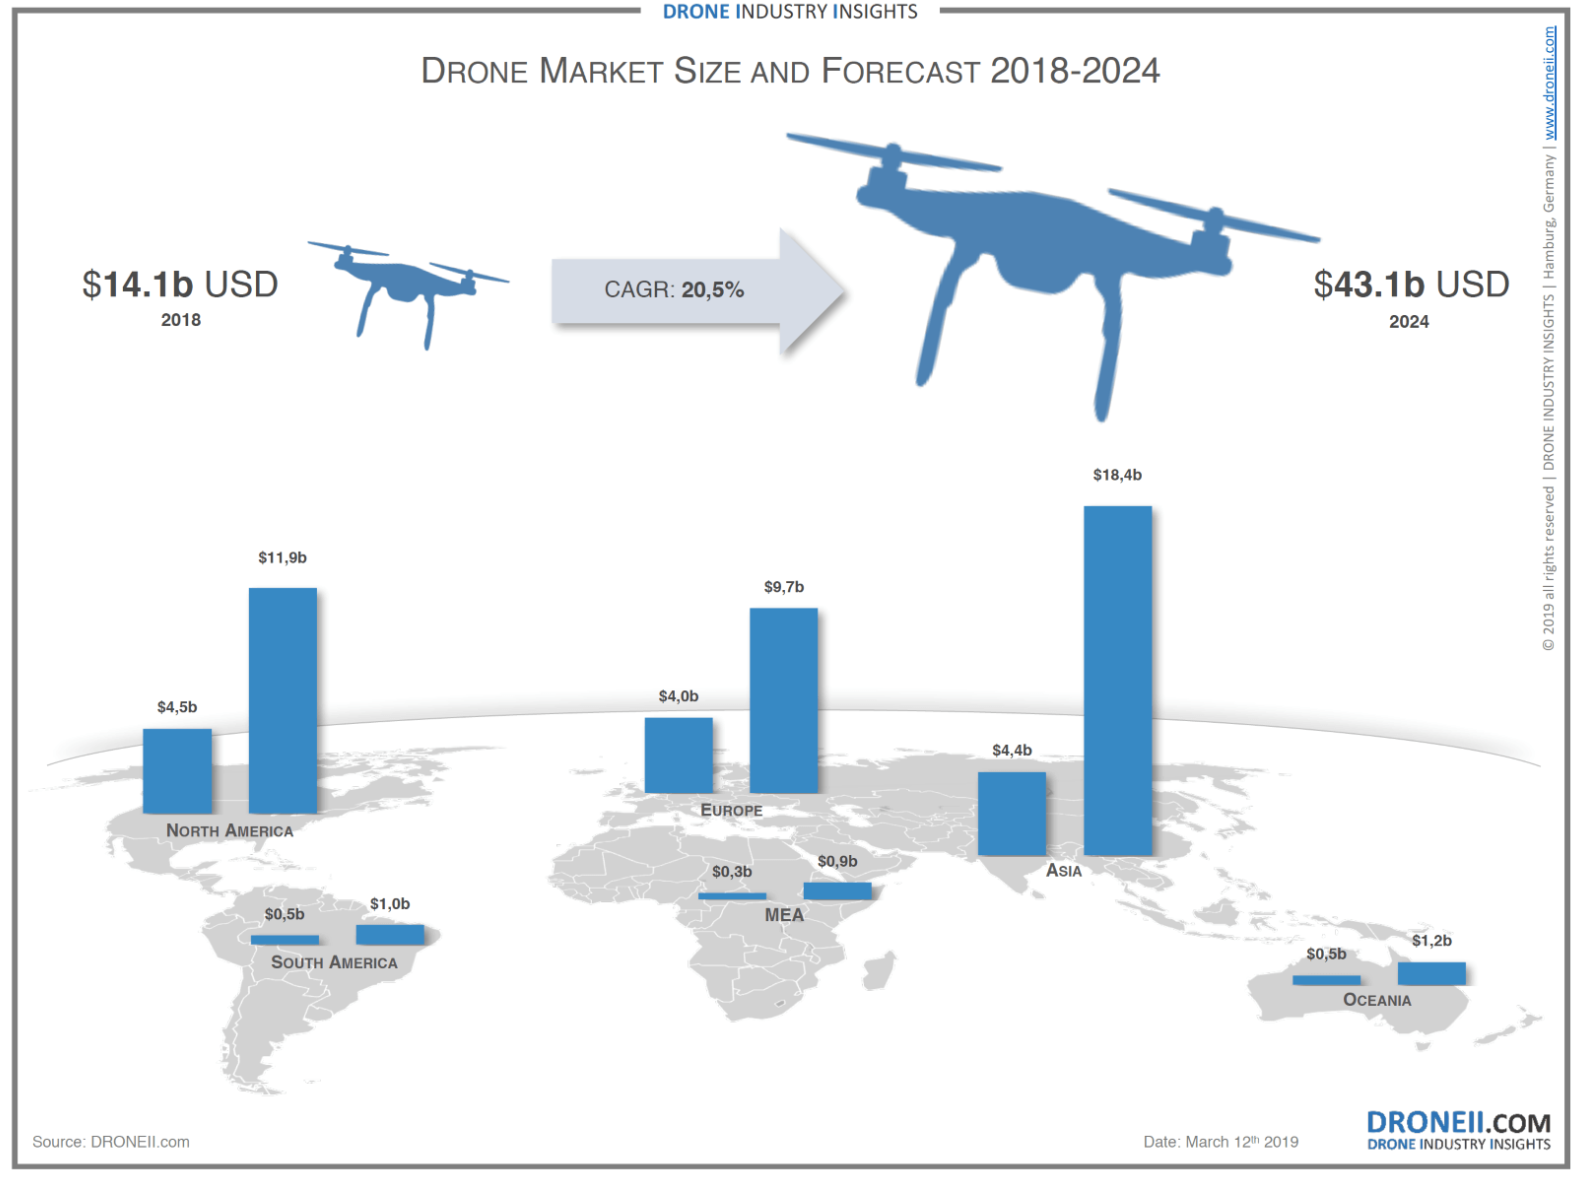 DRONE INDUSTRY INSIGHTS
DRONE MARKET SIZE AND FORECAST 2018-2024
$14.1b USD
2018
CAGR: 20,5%
$43.1b USD
2024
© 2019 all rights reserved | DRONE INDUSTRY INSIGHTS | Hamburg, Germany | www.droneii.com
$4,5b
$11,9b
NORTH AMERICA
$4,0b
$9,7b
EUROPE
$4,4b
$18,4b
ASIA
$0,5b
$1,0b
SOUTH AMERICA
$0,3b
$0,9b
MEA
$0,5b
$1,2b
OCEANIA
Source: DRONEII.com
Date: March 12th 2019
DRONEII.COM
DRONE INDUSTRY INSIGHTS